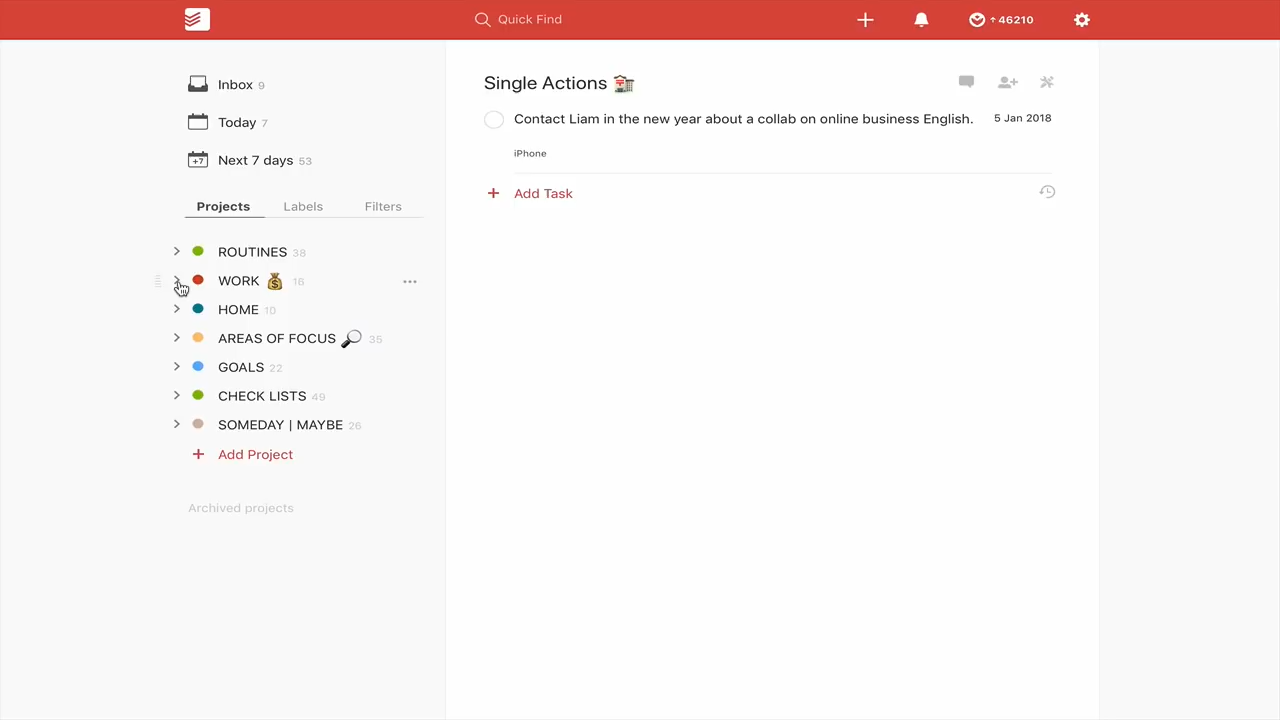 Quick Find
↑46210
Inbox 9
Today 7
+7 Next 7 days 53
Projects Labels Filters
ROUTINES 38
WORK 💰 16
HOME 10
AREAS OF FOCUS 🔎 35
GOALS 22
CHECK LISTS 49
SOMEDAY | MAYBE 26
+ Add Project
Archived projects
Single Actions 🏣
Contact Liam in the new year about a collab on online business English. 5 Jan 2018
iPhone
+ Add Task